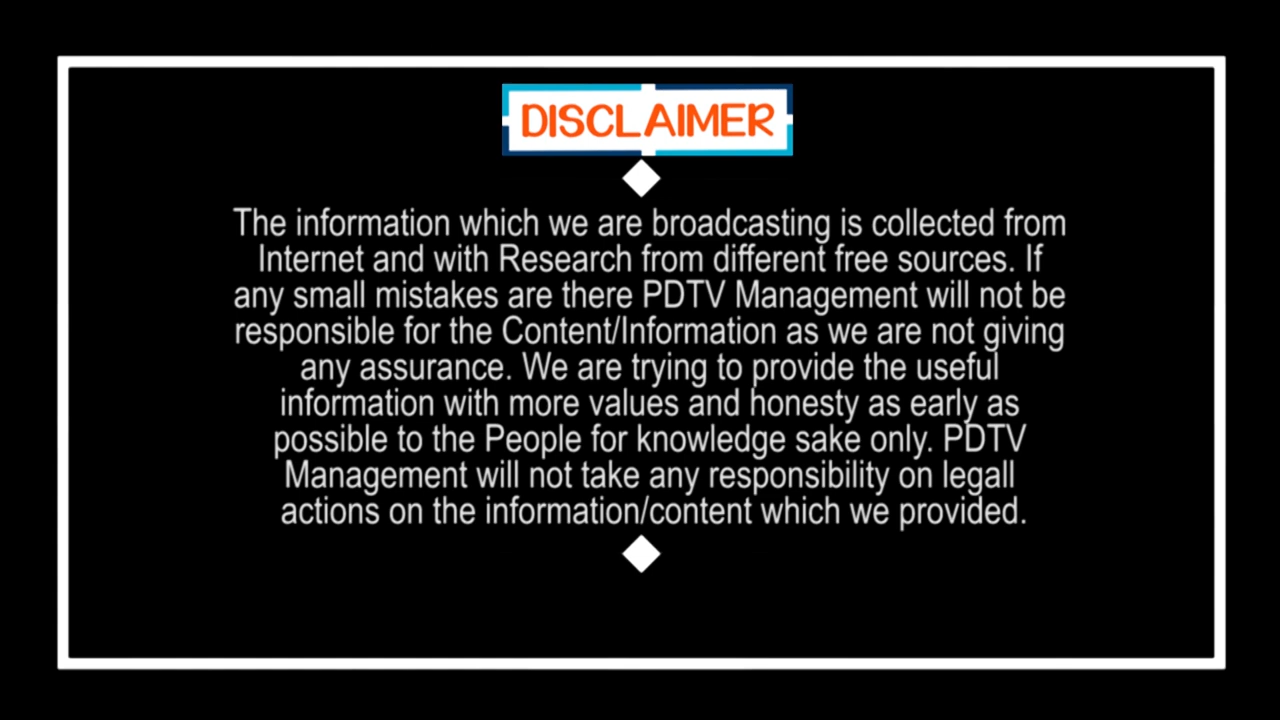 DISCLAIMER
The information which we are broadcasting is collected from
Internet and with Research from different free sources. If
any small mistakes are there PDTV Management will not be
responsible for the Content/Information as we are not giving
any assurance. We are trying to provide the useful
information with more values and honesty as early as
possible to the People for knowledge sake only. PDTV
Management will not take any responsibility on legall
actions on the information/content which we provided.